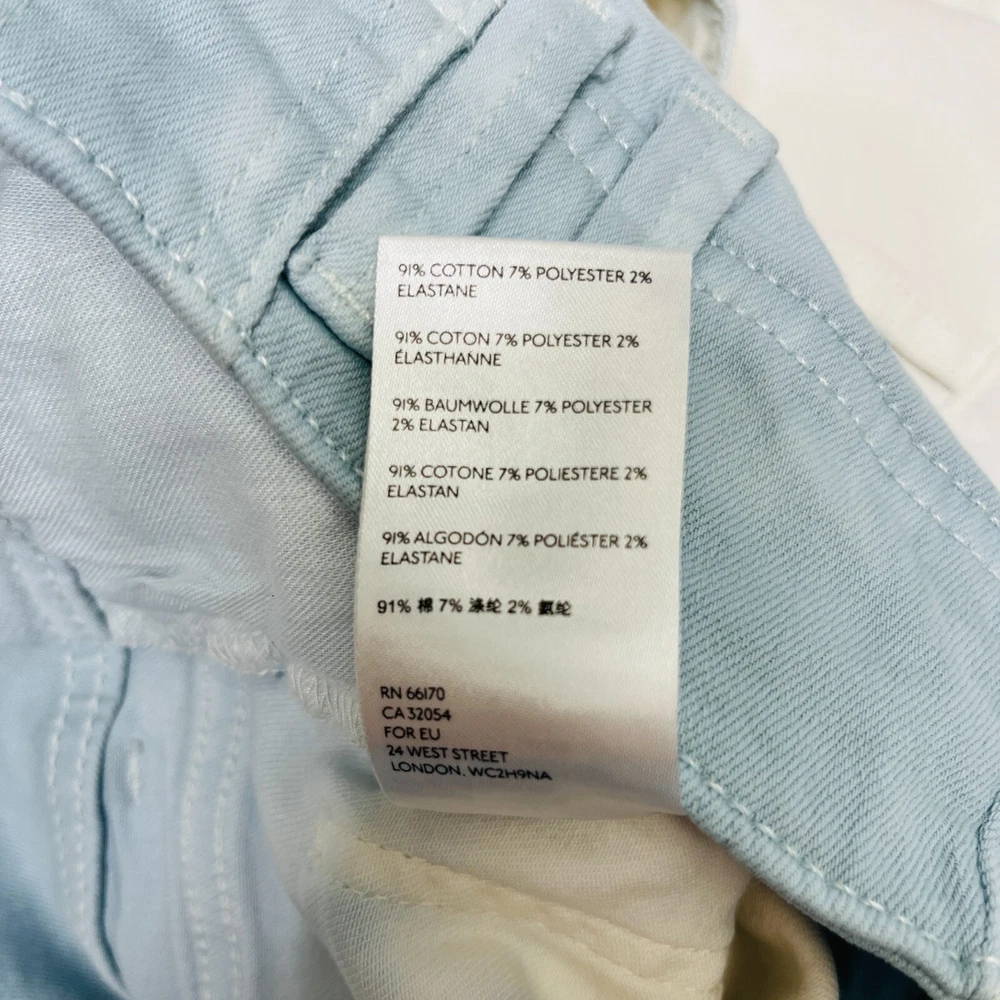 91% COTTON 7% POLYESTER 2%
ELASTANE
91% COTON 7% POLYESTER 2%
ÉLASTHANNE
91% BAUMWOLLE 7% POLYESTER
2% ELASTAN
91% COTONE 7% POLIESTERE 2%
ELASTAN
91% ALGODÓN 7% POLIÉSTER 2%
ELASTANE
91% 棉 7% 涤纶 2% 氨纶
RN 66170
CA 32054
FOR EU
24 WEST STREET
LONDON, WC2H9NA